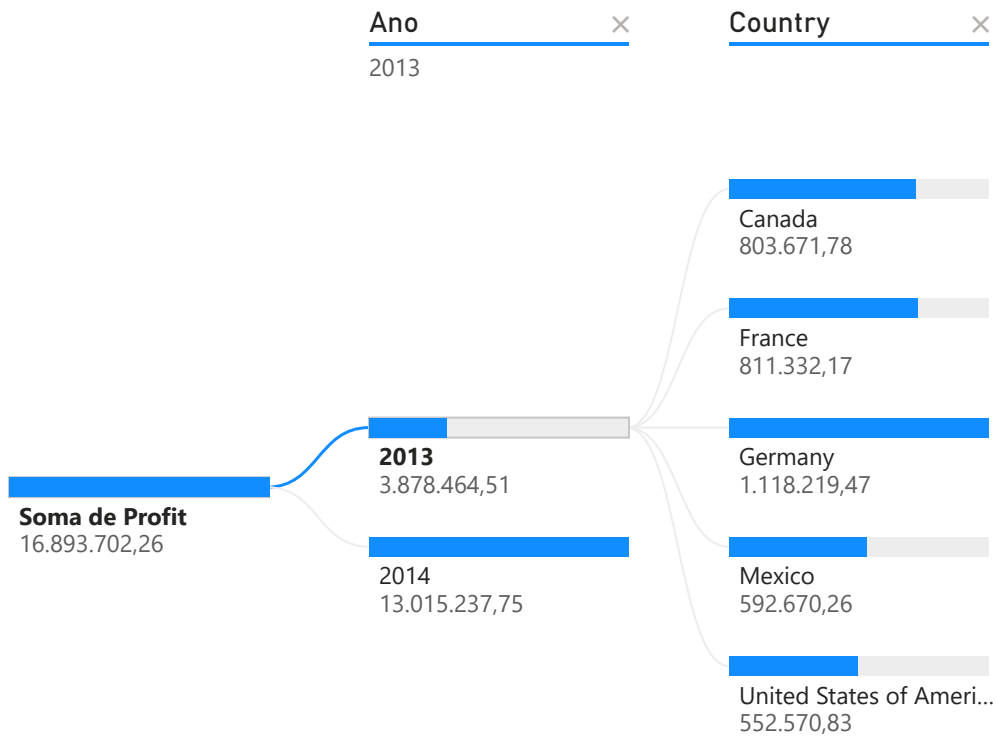 Ano
Country
2013
Canada
803.671,78
France
811.332,17
2013
3.878.464,51
Germany
1.118.219,47
Soma de Profit
16.893.702,26
2014
13.015.237,75
Mexico
592.670,26
United States of Ameri...
552.570,83